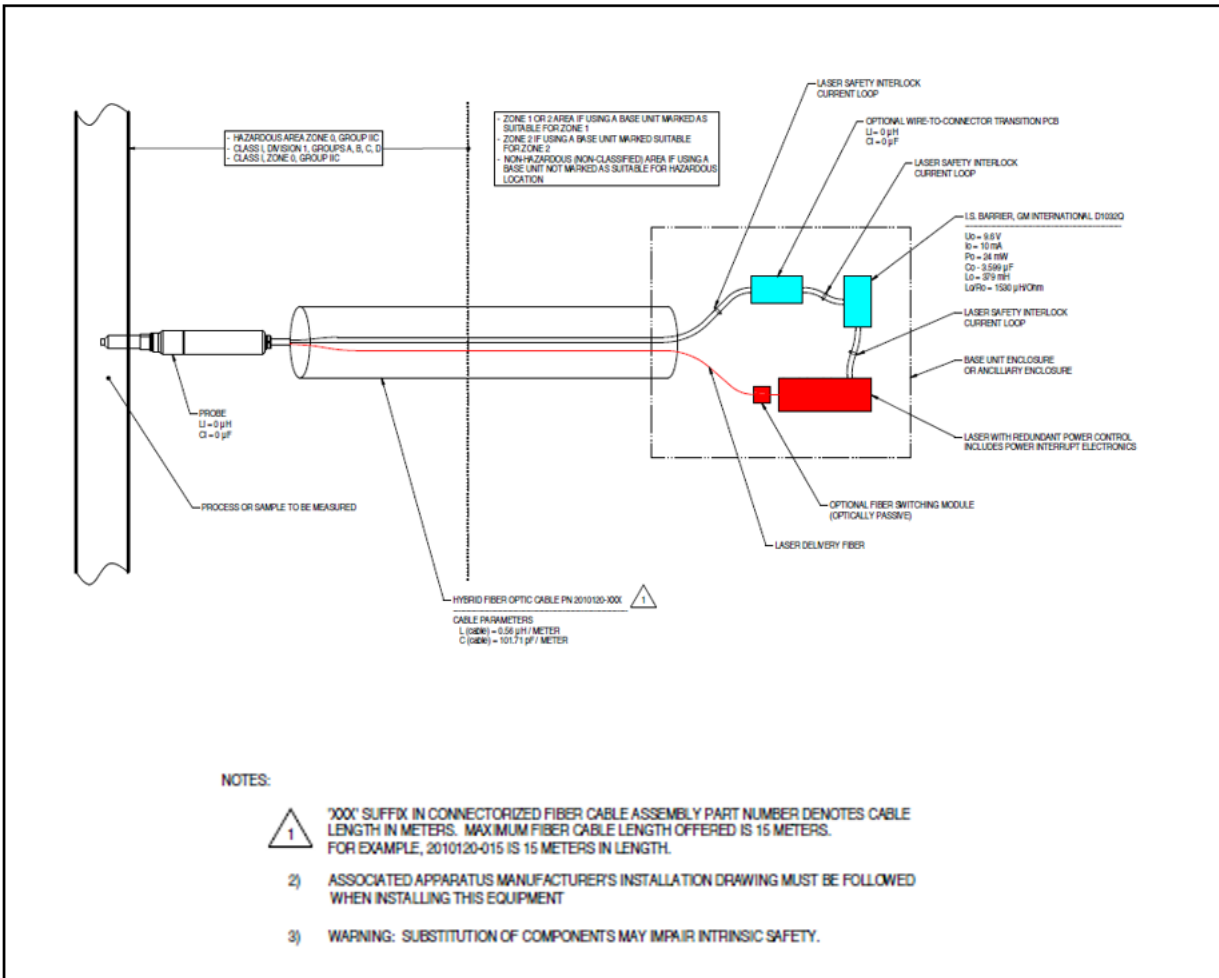 LASER SAFETY INTERLOCK
CURRENT LOOP
- HAZARDOUS AREA ZONE 0, GROUP IIC
- CLASS I, DIVISION 1, GROUPS A, B, C, D
- CLASS I, ZONE 0, GROUP IIC
- ZONE 1 OR 2 AREA IF USING A BASE UNIT MARKED AS
SUITABLE FOR ZONE 1
- ZONE 2 IF USING A BASE UNIT MARKED SUITABLE
FOR ZONE 2
- NON-HAZARDOUS (NON-CLASSIFIED) AREA IF USING A
BASE UNIT NOT MARKED AS SUITABLE FOR HAZARDOUS
LOCATION
OPTIONAL WIRE-TO-CONNECTOR TRANSITION PCB
Li = 0 µH
Ci = 0 µF
LASER SAFETY INTERLOCK
CURRENT LOOP
I.S. BARRIER, GM INTERNATIONAL D1032Q
Uo = 9.6 V
Io = 10 mA
Po = 24 mW
Co - 3.599 µF
Lo = 379 mH
Lo/Ro = 1530 µH/Ohm
LASER SAFETY INTERLOCK
CURRENT LOOP
BASE UNIT ENCLOSURE
OR ANCILLIARY ENCLOSURE
PROBE
Li = 0 µH
Ci = 0 µF
LASER WITH REDUNDANT POWER CONTROL
INCLUDES POWER INTERRUPT ELECTRONICS
PROCESS OR SAMPLE TO BE MEASURED
OPTIONAL FIBER SWITCHING MODULE
(OPTICALLY PASSIVE)
LASER DELIVERY FIBER
HYBRID FIBER OPTIC CABLE PN 2010120-XXX 1
CABLE PARAMETERS
L (cable) = 0.56 µH / METER
C (cable) = 101.71 pF / METER
NOTES:
1 'XXX' SUFFIX IN CONNECTORIZED FIBER CABLE ASSEMBLY PART NUMBER DENOTES CABLE
LENGTH IN METERS. MAXIMUM FIBER CABLE LENGTH OFFERED IS 15 METERS.
FOR EXAMPLE, 2010120-015 IS 15 METERS IN LENGTH.
2) ASSOCIATED APPARATUS MANUFACTURER'S INSTALLATION DRAWING MUST BE FOLLOWED
WHEN INSTALLING THIS EQUIPMENT
3) WARNING: SUBSTITUTION OF COMPONENTS MAY IMPAIR INTRINSIC SAFETY.